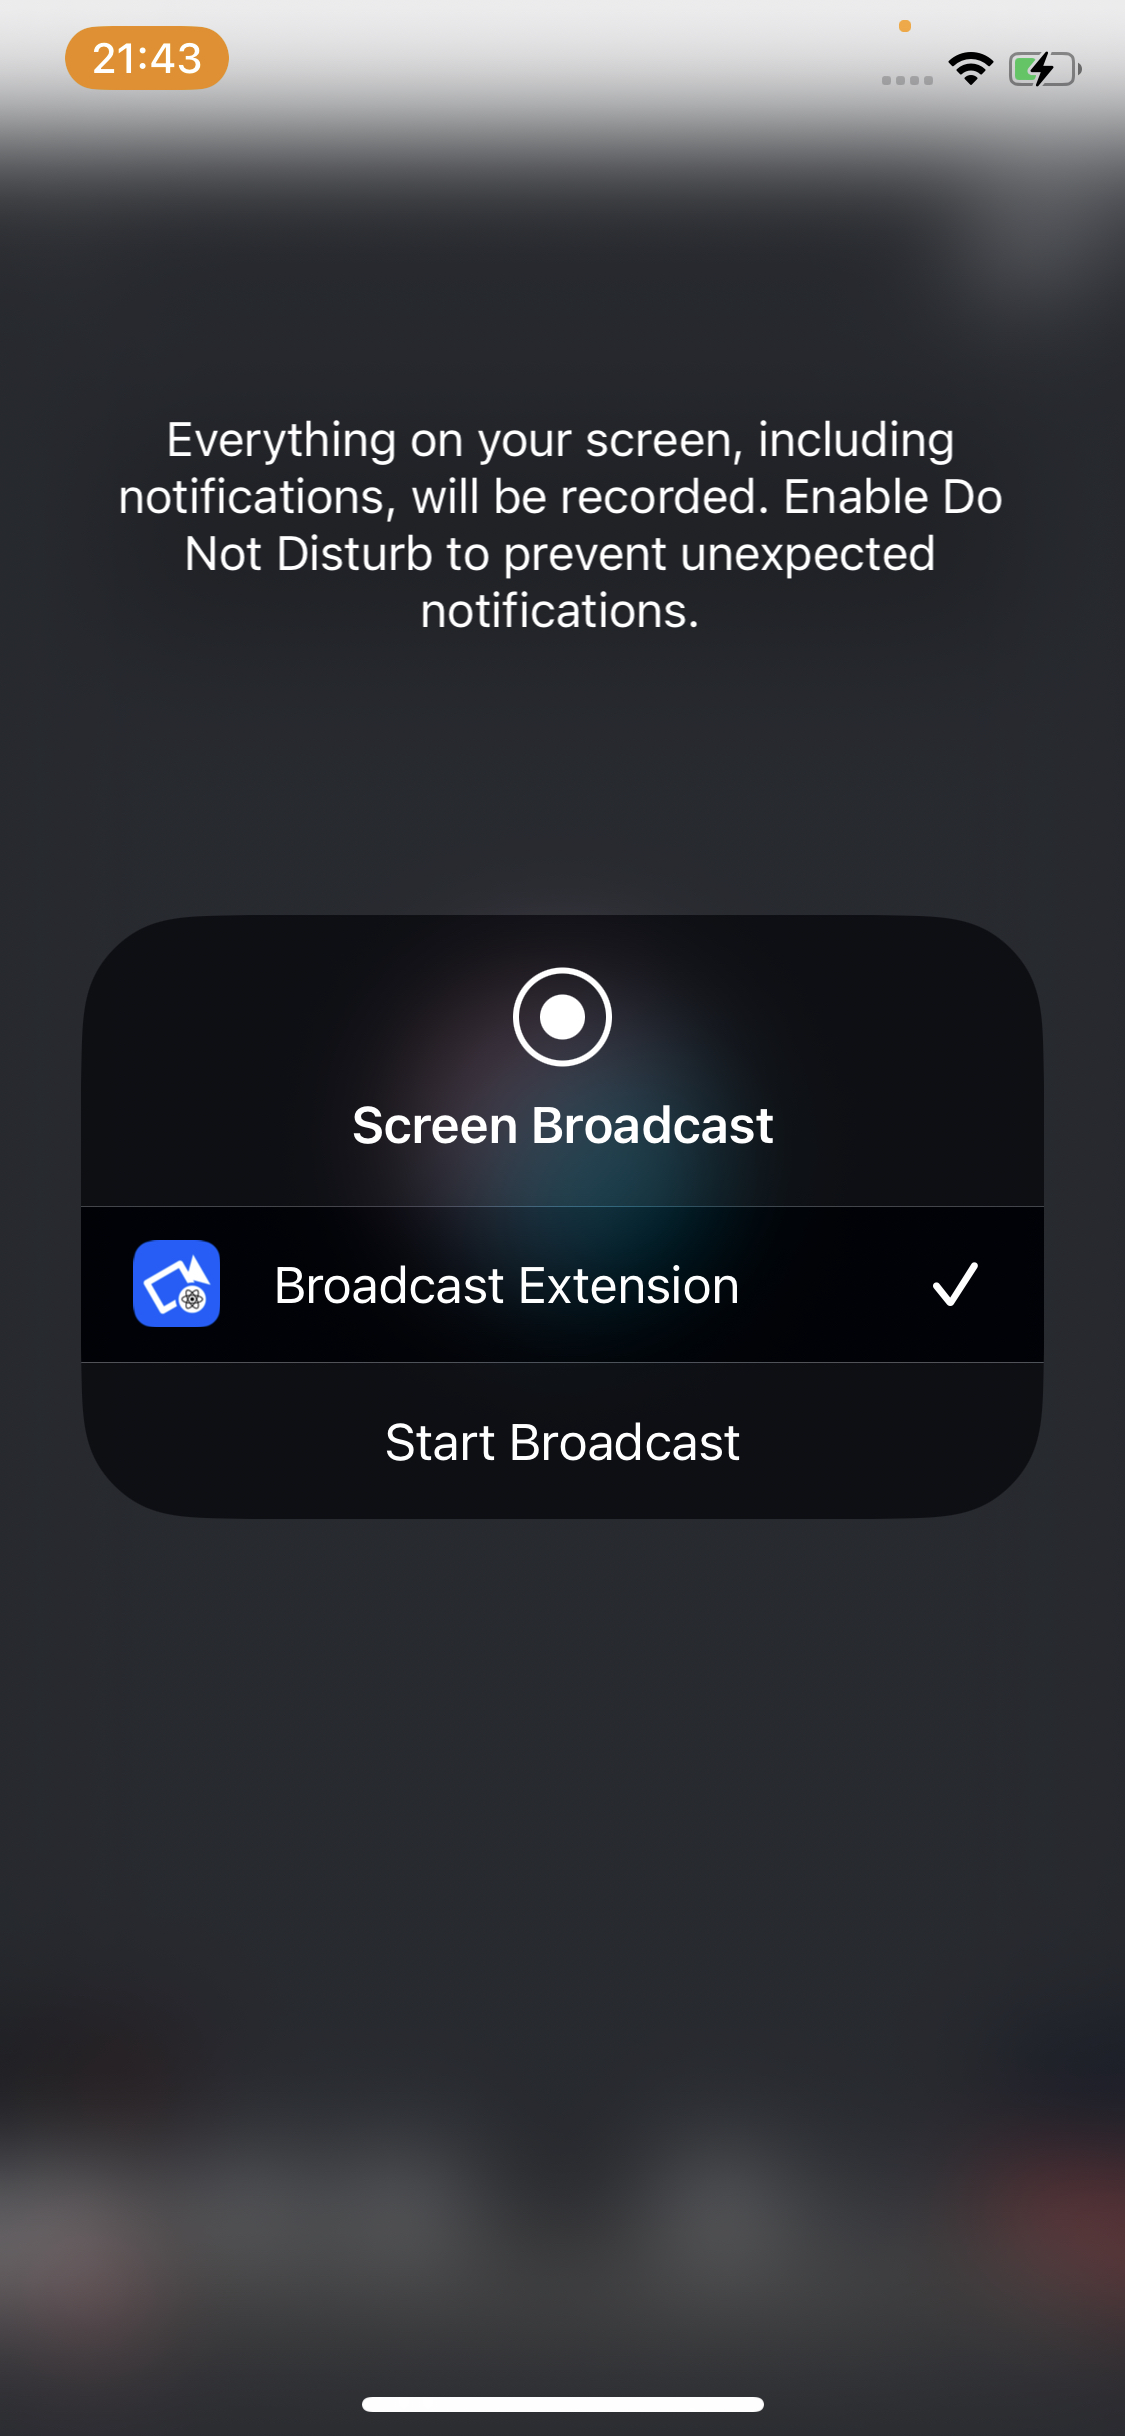 21:43
Everything on your screen, including
notifications, will be recorded. Enable Do
Not Disturb to prevent unexpected
notifications.
Screen Broadcast
Broadcast Extension
Start Broadcast